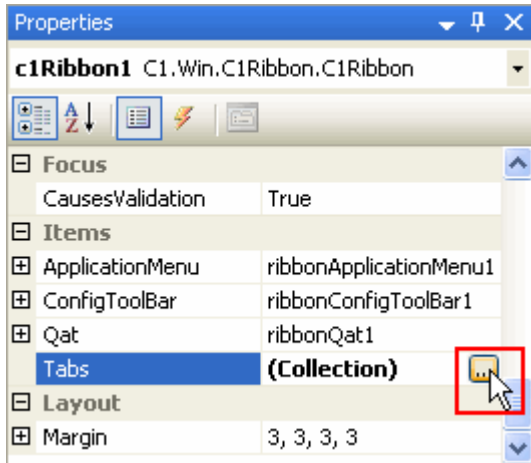 Properties
c1Ribbon1 C1.Win.C1Ribbon.C1Ribbon
Focus
CausesValidation True
Items
ApplicationMenu ribbonApplicationMenu1
ConfigToolBar ribbonConfigToolBar1
Qat ribbonQat1
Tabs (Collection) ...
Layout
Margin 3, 3, 3, 3